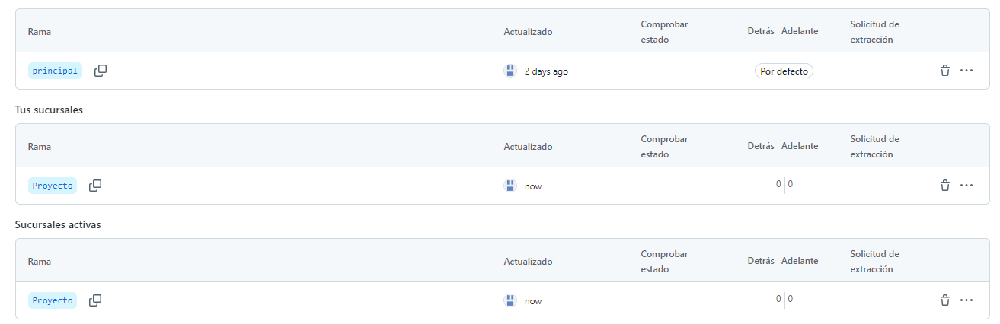 Rama Actualizado Comprobar estado Detrás Adelante Solicitud de extracción
principal 2 days ago Por defecto
Tus sucursales
Rama Actualizado Comprobar estado Detrás Adelante Solicitud de extracción
Proyecto now 0 0
Sucursales activas
Rama Actualizado Comprobar estado Detrás Adelante Solicitud de extracción
Proyecto now 0 0